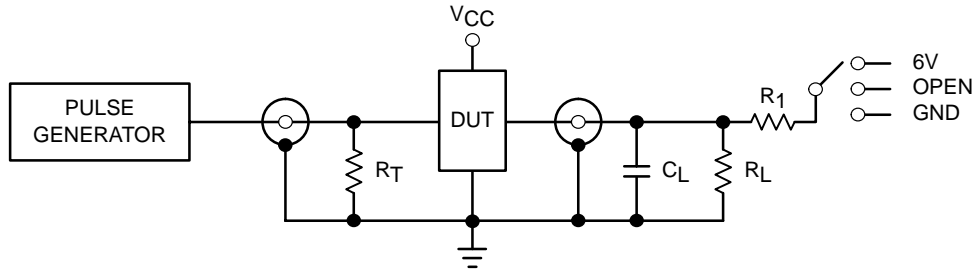 VCC
PULSE
GENERATOR
DUT
RT
CL
RL
R1
6V
OPEN
GND